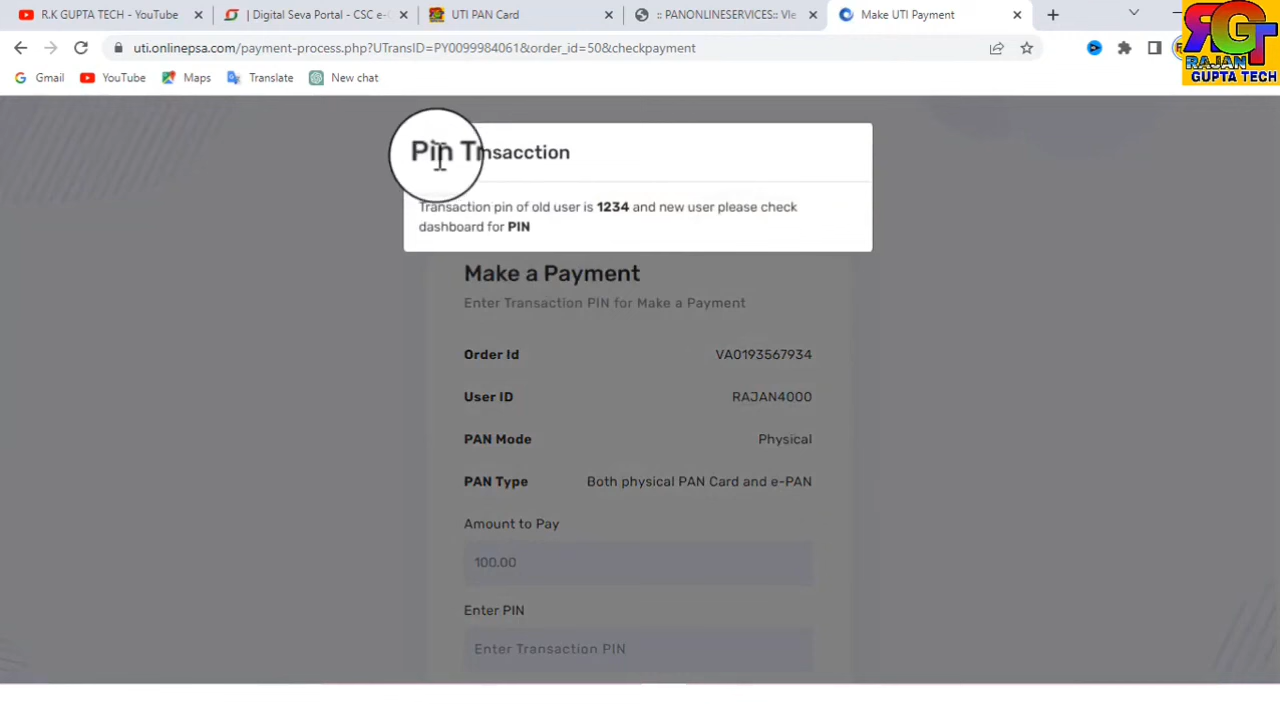 R.K GUPTA TECH - YouTube
| Digital Seva Portal - CSC e-G
UTI PAN Card
:: PANONLINESERVICES:: Vie
Make UTI Payment
uti.onlinepsa.com/payment-process.php?UTransID=PY0099984061&order_id=50&checkpayment
RGT
RAJAN
GUPTA TECH
Gmail
YouTube
Maps
Translate
New chat
Pin Trnsacction
Transaction pin of old user is 1234 and new user please check
dashboard for PIN
Make a Payment
Enter Transaction PIN for Make a Payment
Order Id VA0193567934
User ID RAJAN4000
PAN Mode Physical
PAN Type Both physical PAN Card and e-PAN
Amount to Pay
100.00
Enter PIN
Enter Transaction PIN